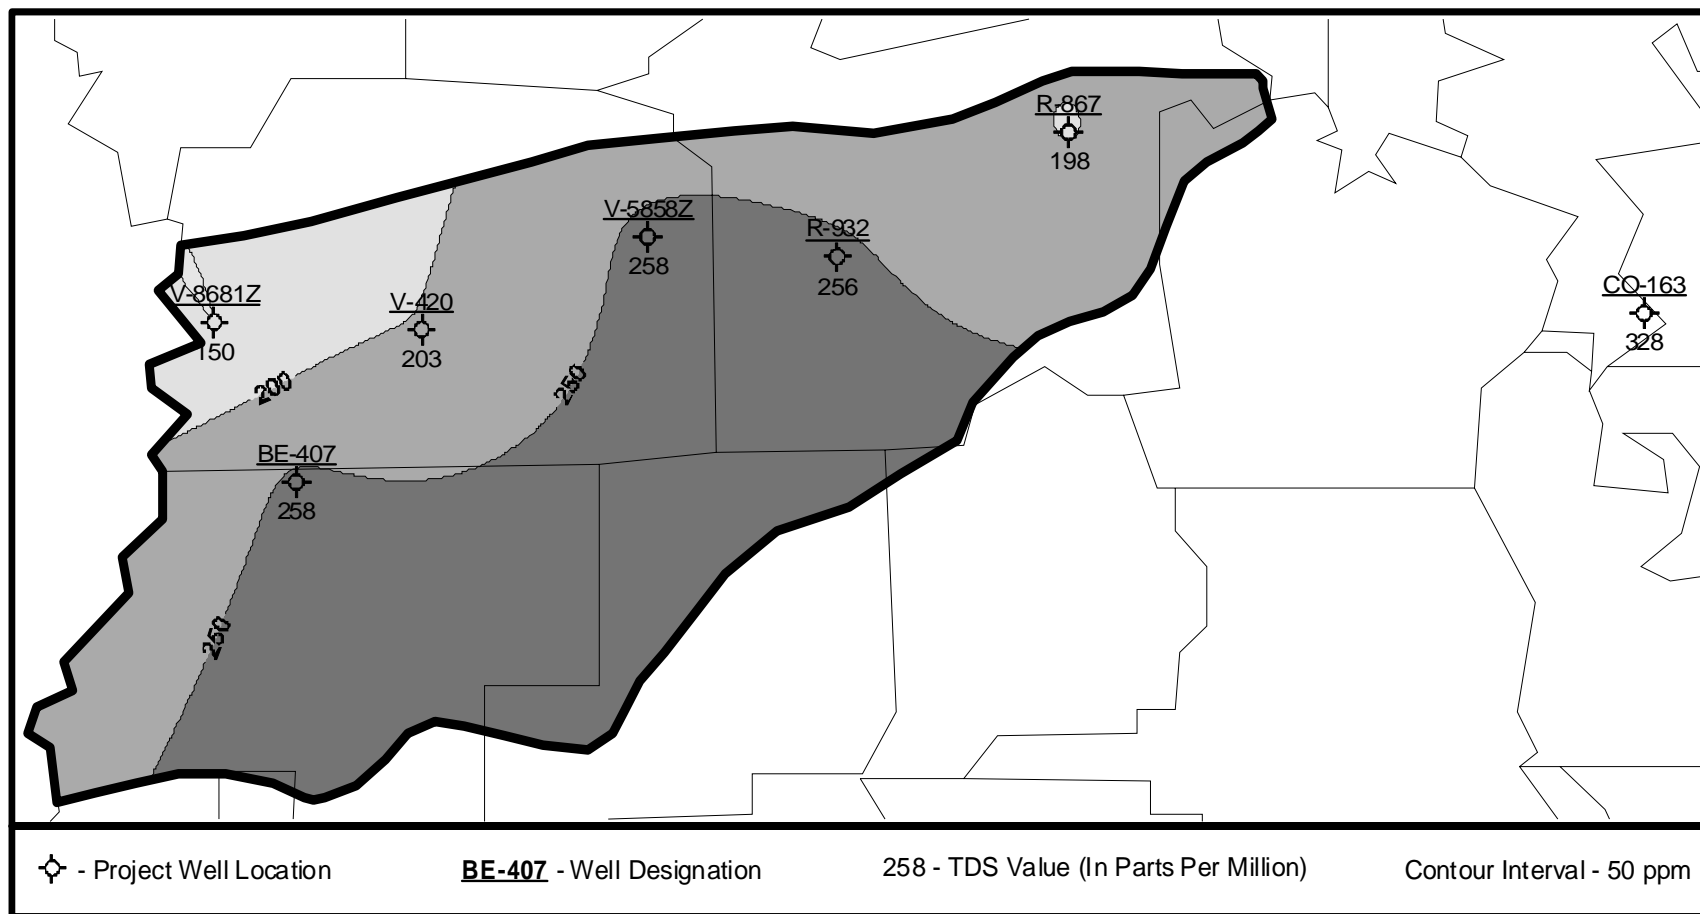 R-867
198
V-5858Z
258
R-932
256
V-8681Z
150
V-420
203
CO-163
328
200
250
BE-407
258
250
- Project Well Location
BE-407 - Well Designation
258 - TDS Value (In Parts Per Million)
Contour Interval - 50 ppm